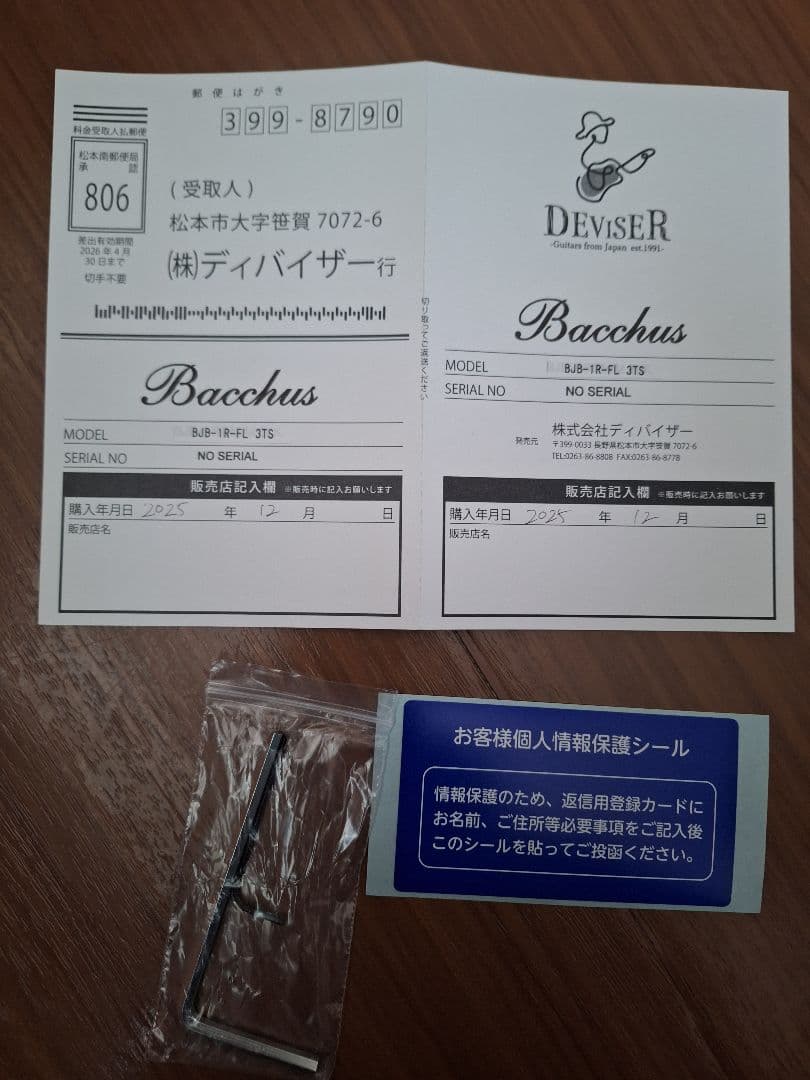 郵便はがき
399-8790
料金受取人払郵便
松本南郵便局
承認
806
差出有効期間
2026年4月
30日まで
切手不要
(受取人)
松本市大字笹賀 7072-6
㈱ディバイザー行
Bacchus
MODEL BJB-1R-FL 3TS
SERIAL NO NO SERIAL
販売店記入欄 ※販売時に記入お願いします
購入年月日 2025 年 12 月 日
販売店名
切り取ってご返送ください
DEVISER
-Guitars from Japan est.1991-
Bacchus
MODEL BJB-1R-FL 3TS
SERIAL NO NO SERIAL
発売元 株式会社ディバイザー
〒399-0033 長野県松本市大字笹賀 7072-6
TEL:0263-86-8808 FAX:0263-86-8778
販売店記入欄 ※販売時に記入お願いします
購入年月日 2025 年 12 月 日
販売店名
お客様個人情報保護シール
情報保護のため、返信用登録カードに
お名前、ご住所等必要事項をご記入後
このシールを貼ってご投函ください。